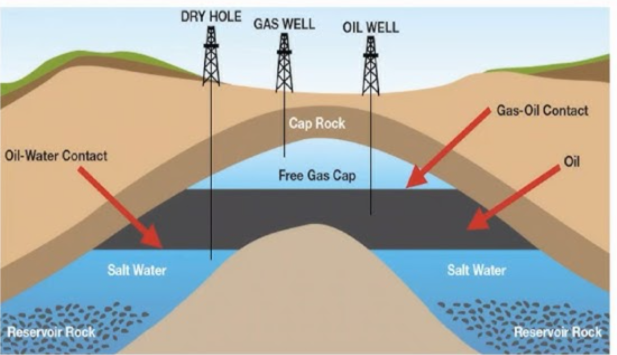 DRY HOLE
GAS WELL
OIL WELL
Cap Rock
Gas-Oil Contact
Oil-Water Contact
Oil
Free Gas Cap
Salt Water
Salt Water
Reservoir Rock
Reservoir Rock